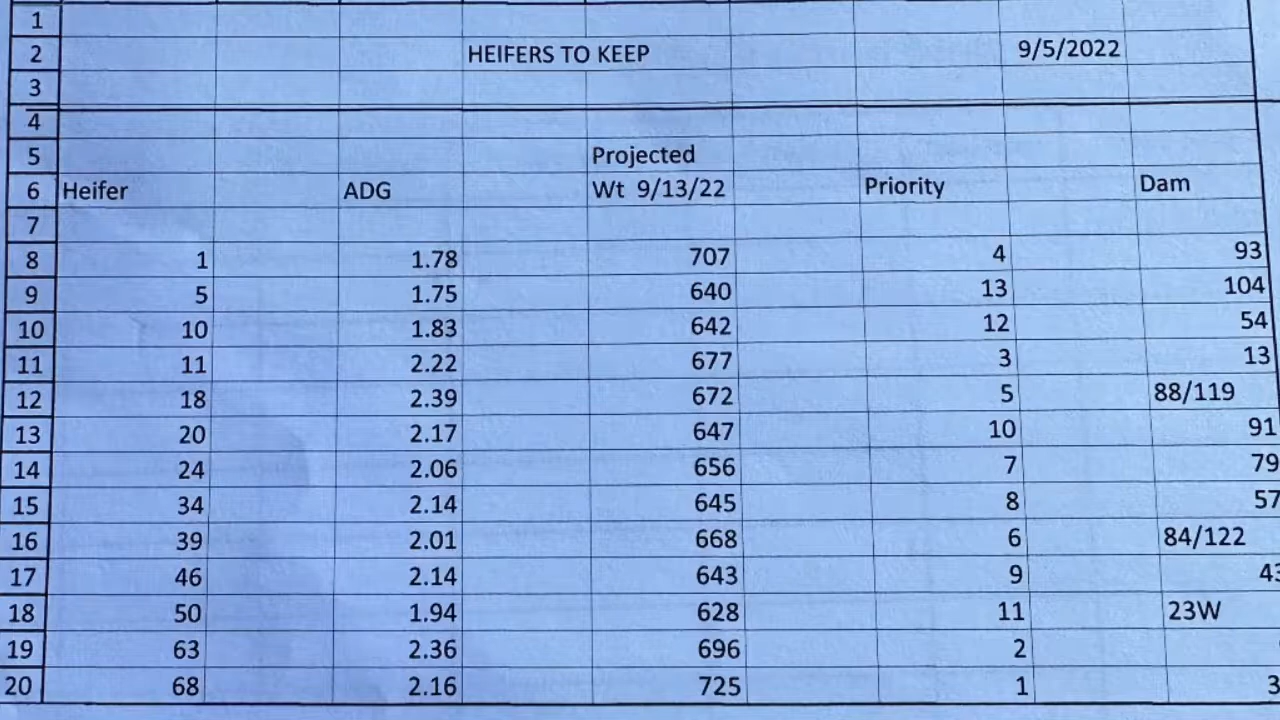 1
2 HEIFERS TO KEEP 9/5/2022
3
4
5 Projected
6 Heifer ADG Wt 9/13/22 Priority Dam
7
8 1 1.78 707 4 93
9 5 1.75 640 13 104
10 10 1.83 642 12 54
11 11 2.22 677 3 13
12 18 2.39 672 5 88/119
13 20 2.17 647 10 91
14 24 2.06 656 7 79
15 34 2.14 645 8 57
16 39 2.01 668 6 84/122
17 46 2.14 643 9 43
18 50 1.94 628 11 23W
19 63 2.36 696 2
20 68 2.16 725 1